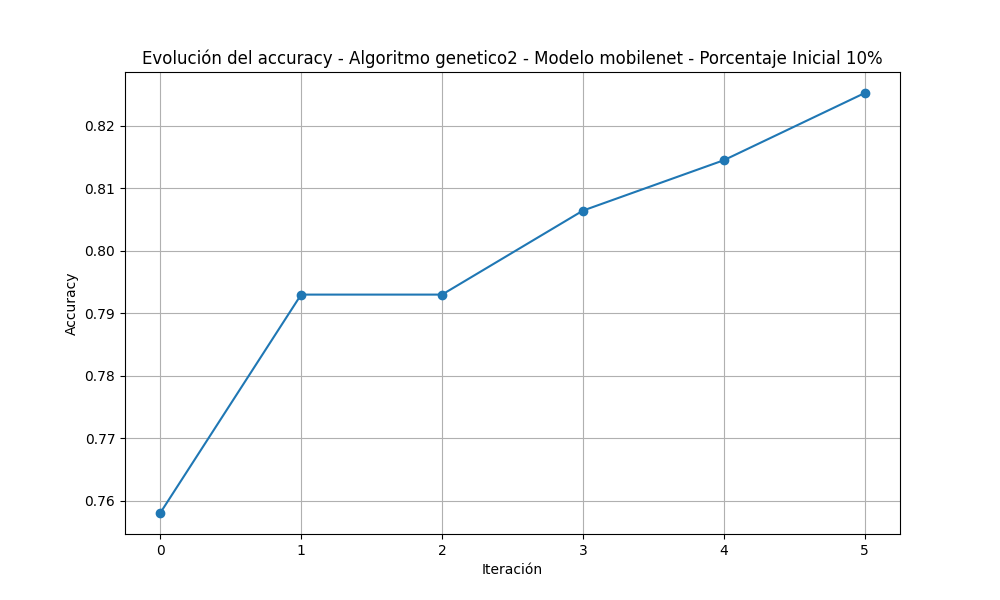 Evolución del accuracy - Algoritmo genetico2 - Modelo mobilenet - Porcentaje Inicial 10%
0.82
0.81
0.80
0.79
0.78
0.77
0.76
Accuracy
0 1 2 3 4 5
Iteración